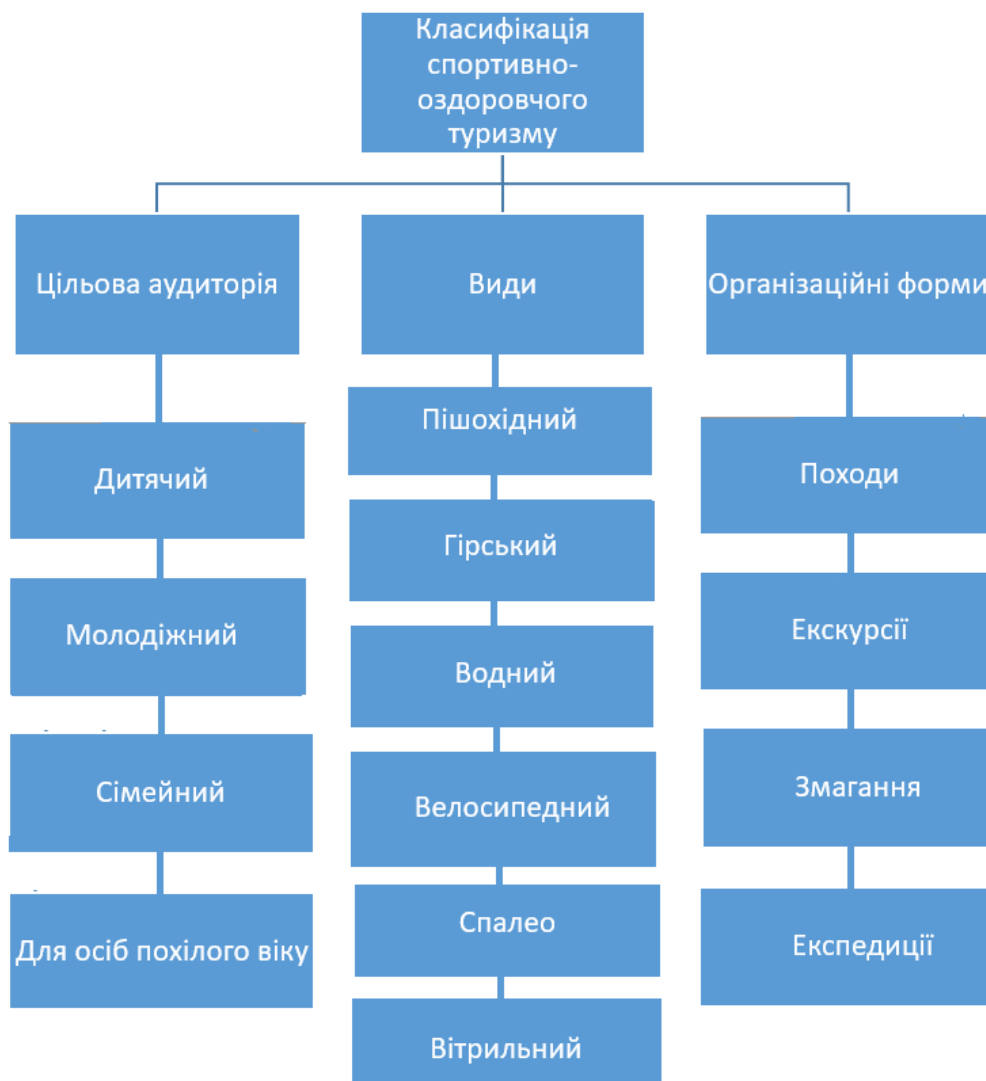 Класифікація
спортивно-
оздоровчого
туризму
Цільова аудиторія
Види
Організаційні форми
Дитячий
Молодіжний
Сімейний
Для осіб похілого віку
Пішохідний
Гірський
Водний
Велосипедний
Спалео
Вітрильний
Походи
Екскурсії
Змагання
Експедиції